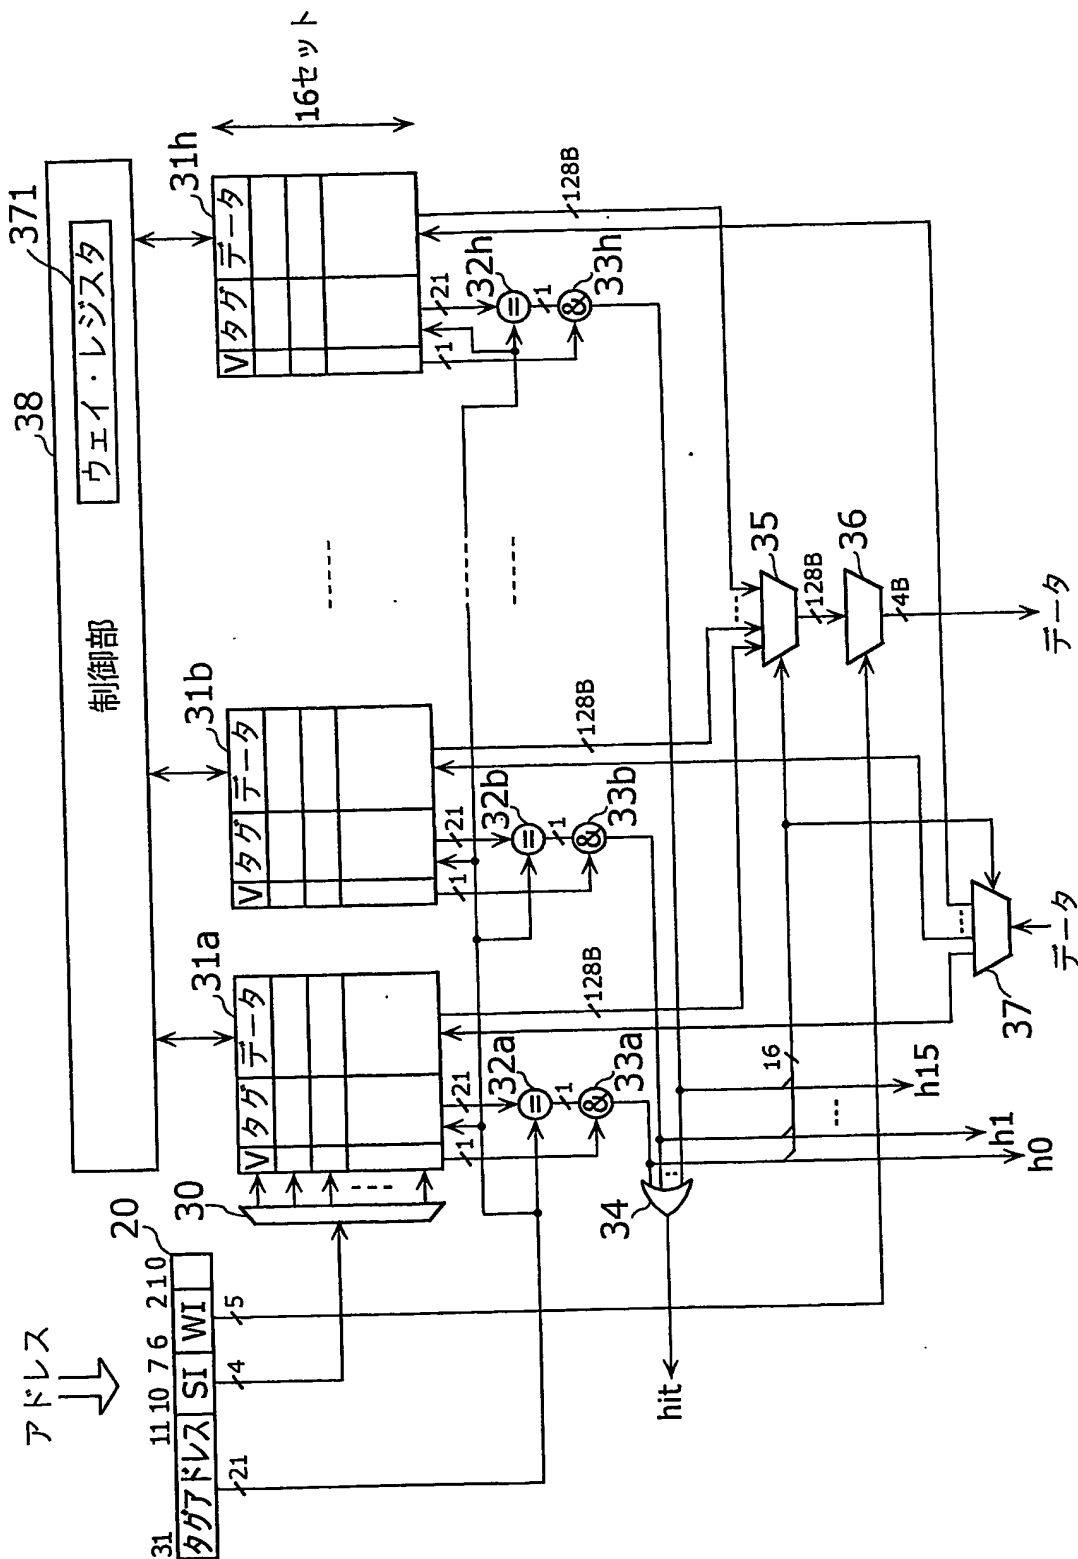 アドレス
31
11
10
7
6
2
1
0
20
タグアドレス
SI
WI
21
4
5
30
38
制御部
371
ウェイ・レジスタ
31a
V
タグ
データ
31b
V
タグ
データ
31h
V
タグ
データ
16セット
1
21
32a
1
33a
128B
1
21
32b
1
33b
128B
1
21
32h
1
33h
128B
34
hit
h0
h1
h15
16
35
128B
36
4B
データ
37
データ